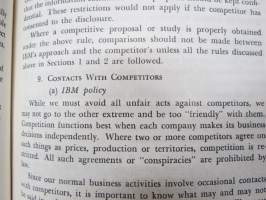 dential. These restrictions would not apply if the competitor has
consented to the disclosure.
Where a competitive proposal or study is properly obtained
under the above rule, comparisons should not be made between
IBM's approach and the competitor's unless all the rules discussed
above in Sections 1 and 2 are followed.
9. CONTACTS WITH COMPETITORS
(a) IBM policy
While we must avoid all unfair acts against competitors, we
may not go to the other extreme and be too "friendly" with them.
Competition functions best when each company makes its business
decisions independently. Where two or more competitors agree on
such things as prices, production or territories, competition is re-
stricted. All such agreements or "conspiracies" are prohibited by
law.
Since our normal business activities involve occasional contacts
with competitors, it is important to know what may and may not